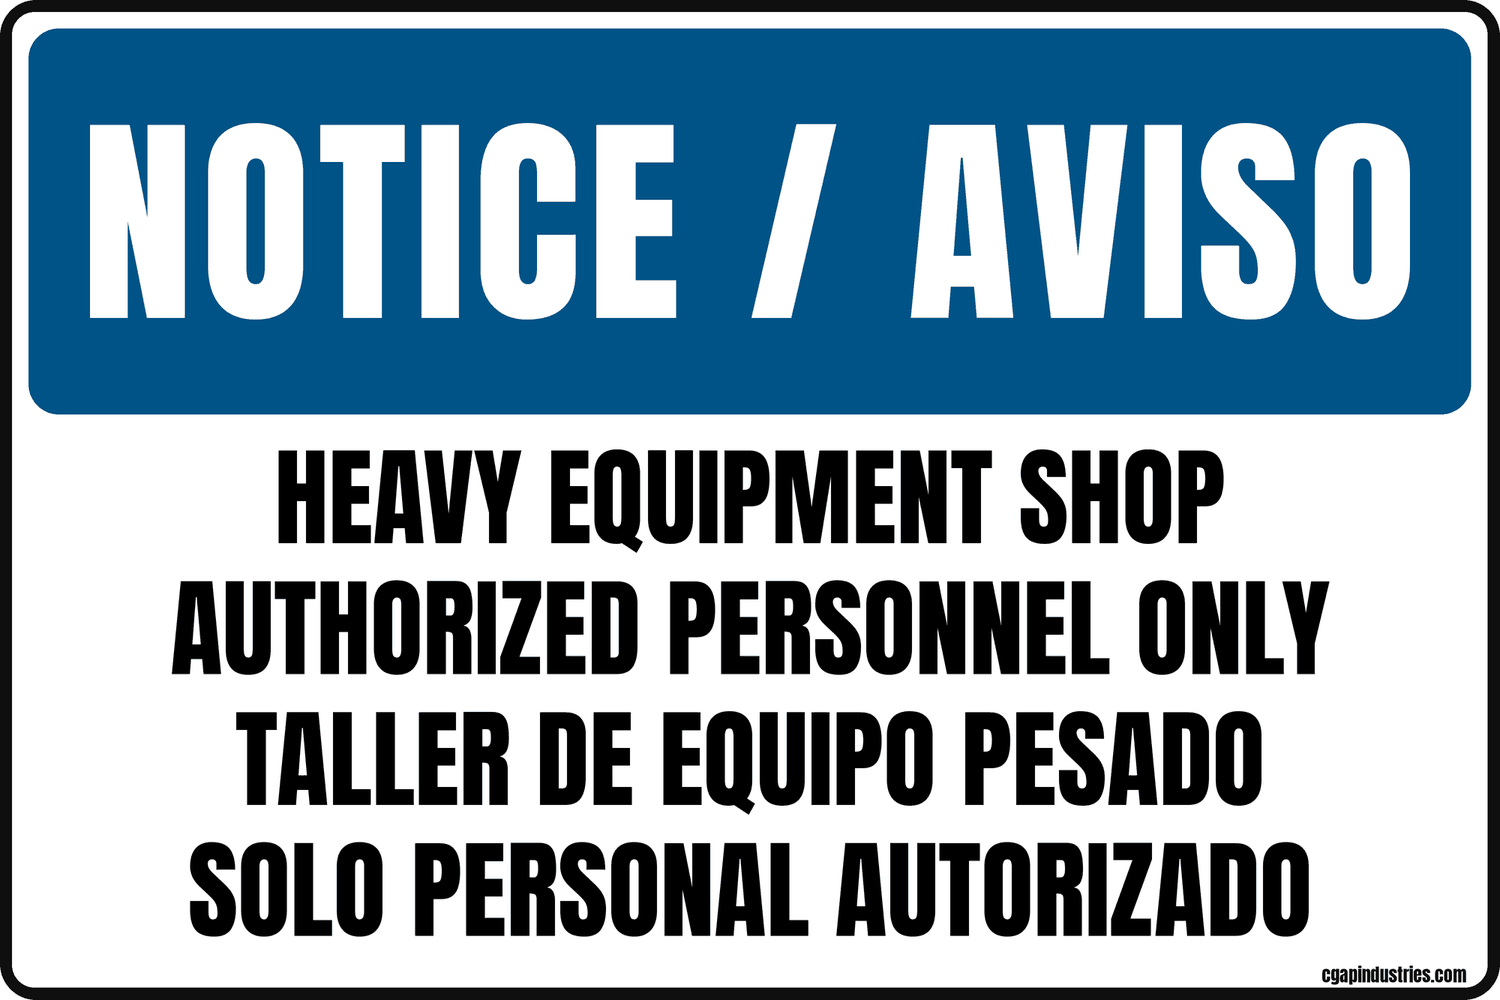 NOTICE / AVISO
HEAVY EQUIPMENT SHOP
AUTHORIZED PERSONNEL ONLY
TALLER DE EQUIPO PESADO
SOLO PERSONAL AUTORIZADO
cgapindustries.com